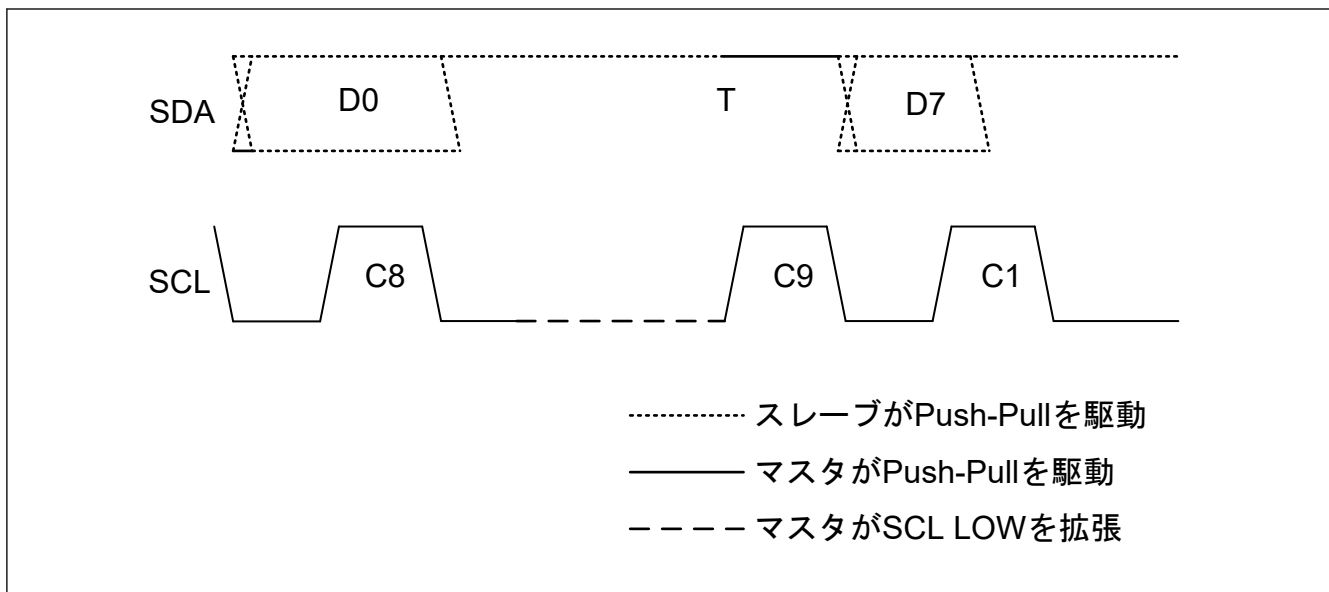 SDA
D0
T
D7
SCL
C8
C9
C1
スレーブがPush-Pullを駆動
マスタがPush-Pullを駆動
マスタがSCL LOWを拡張